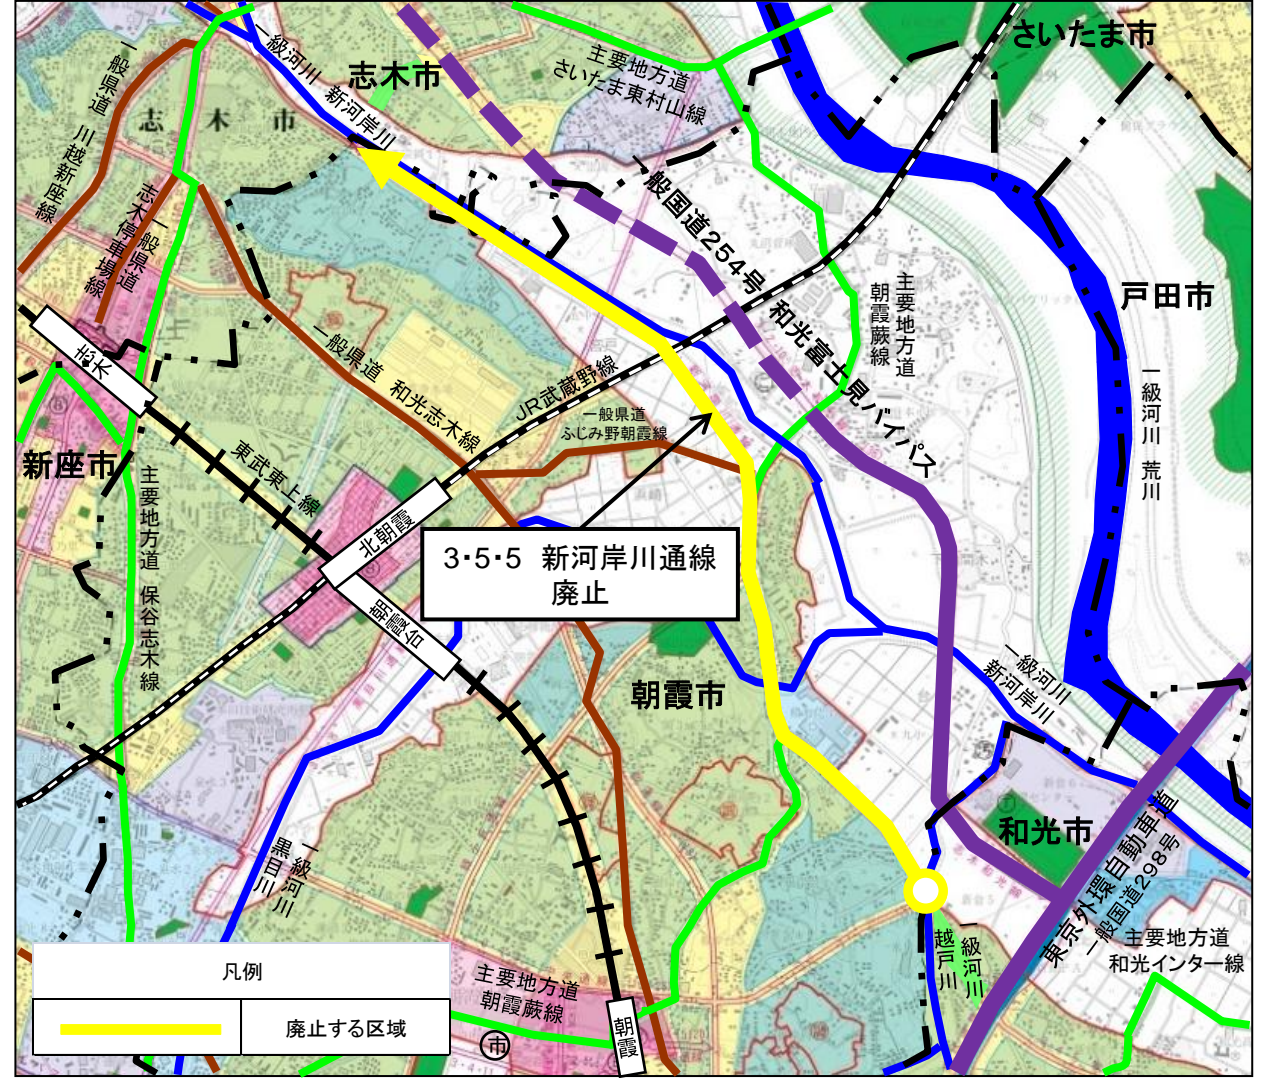 さいたま市
志木市
一級河川 新河岸川
主要地方道
さいたま東村山線
一般県道 川越新座線
志木市
一般県道
志木停車場線
一般国道254号 和光富士見バイパス
主要地方道
朝霞蕨線
戸田市
一級河川 荒川
志木
一般県道 和光志木線
JR武蔵野線
一般県道
ふじみ野朝霞線
新座市
東武東上線
主要地方道 保谷志木線
北朝霞
浜崎
3・5・5 新河岸川通線
廃止
朝霞台
朝霞市
一級河川
新河岸川
和光市
東京外環自動車道
一般国道298号
一級河川
黒目川
一級河川
越戸川
主要地方道
和光インター線
主要地方道
朝霞蕨線
朝霞
市
凡例
廃止する区域